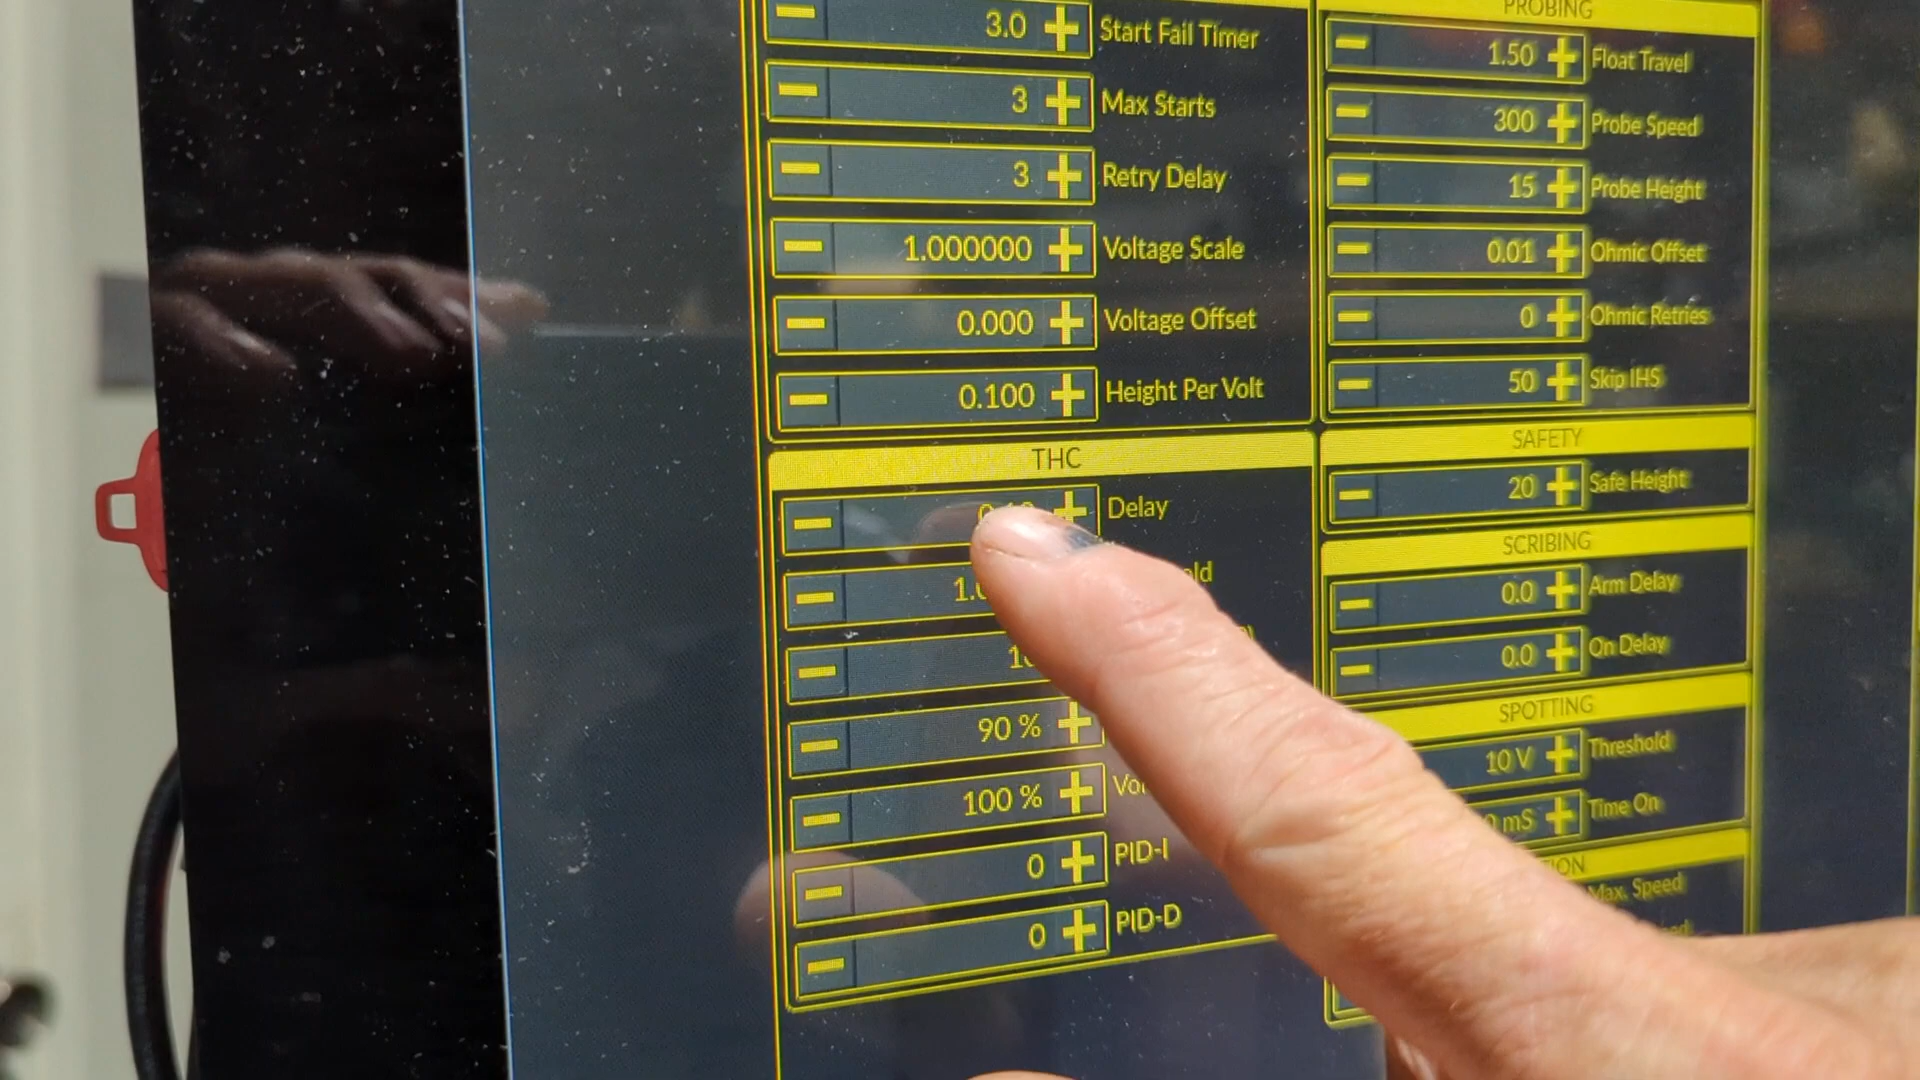 3.0 Start Fail Timer
3 Max Starts
3 Retry Delay
1.000000 Voltage Scale
0.000 Voltage Offset
0.100 Height Per Volt
THC
Delay
90 %
100 %
0 PID-I
0 PID-D
PROBING
1.50 Float Travel
300 Probe Speed
15 Probe Height
0.01 Ohmic Offset
0 Ohmic Retries
50 Skip IHS
SAFETY
20 Safe Height
SCRIBING
0.0 Arm Delay
0.0 On Delay
SPOTTING
10 V Threshold
mS Time On
Max. Speed